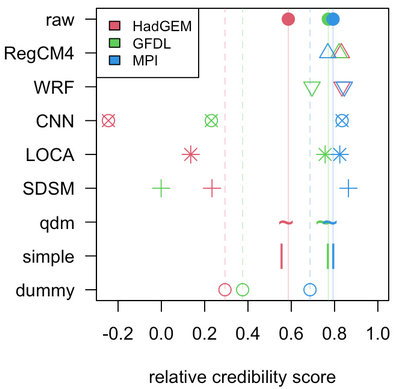 raw
HadGEM
GFDL
MPI
RegCM4
WRF
CNN
LOCA
SDSM
qdm
simple
dummy
-0.2 0.0 0.2 0.4 0.6 0.8 1.0
relative credibility score